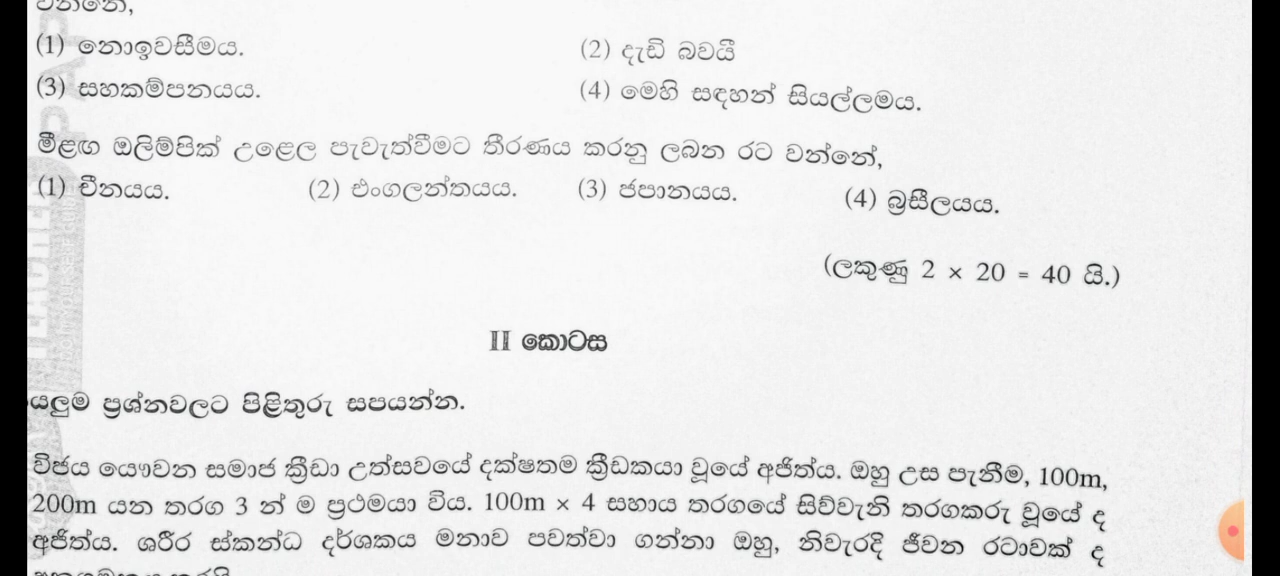 වන්නේ,
(1) නොඉවසීමය. (2) දැඩි බවයි
(3) සහකම්පනයය. (4) මෙහි සඳහන් සියල්ලමය.
මීළඟ ඔලිම්පික් උළෙල පැවැත්වීමට තීරණය කරනු ලබන රට වන්නේ,
(1) චීනයය. (2) එංගලන්තයය. (3) ජපානයය. (4) බ්‍රසීලයය.
(ලකුණු 2 × 20 = 40 යි.)
II කොටස
යලුම ප්‍රශ්නවලට පිළිතුරු සපයන්න.
විජය යෞවන සමාජ ක්‍රීඩා උත්සවයේ දක්ෂතම ක්‍රීඩකයා වූයේ අජිත්ය. ඔහු උස පැනීම, 100m,
200m යන තරග 3 න් ම ප්‍රථමයා විය. 100m × 4 සහාය තරගයේ සිව්වැනි තරගකරු වූයේ ද
අජිත්ය. ශරීර ස්කන්ධ දර්ශකය මනාව පවත්වා ගන්නා ඔහු, නිවැරදි ජීවන රටාවක් ද